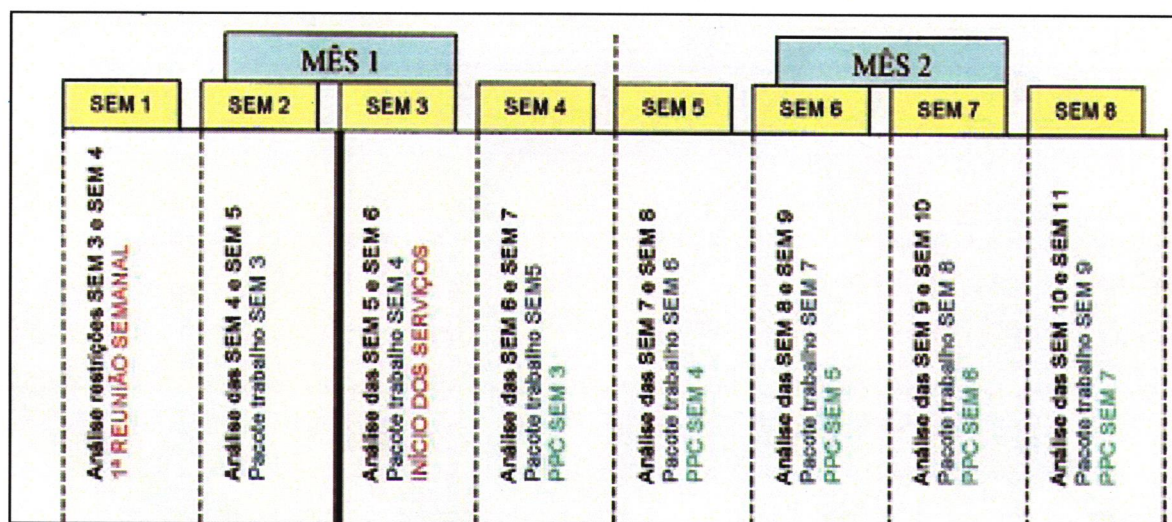 MÊS 1
MÊS 2
SEM 1
SEM 2
SEM 3
SEM 4
SEM 5
SEM 6
SEM 7
SEM 8
Análise restrições SEM 3 e SEM 4
1ª REUNIÃO SEMANAL
Análise das SEM 4 e SEM 5
Pacote trabalho SEM 3
Análise das SEM 5 e SEM 6
Pacote trabalho SEM 4
INÍCIO DOS SERVIÇOS
Análise das SEM 6 e SEM 7
Pacote trabalho SEM5
PPC SEM 3
Análise das SEM 7 e SEM 8
Pacote trabalho SEM 6
PPC SEM 4
Análise das SEM 8 e SEM 9
Pacote trabalho SEM 7
PPC SEM 5
Análise das SEM 9 e SEM 10
Pacote trabalho SEM 8
PPC SEM 6
Análise das SEM 10 e SEM 11
Pacote trabalho SEM 9
PPC SEM 7